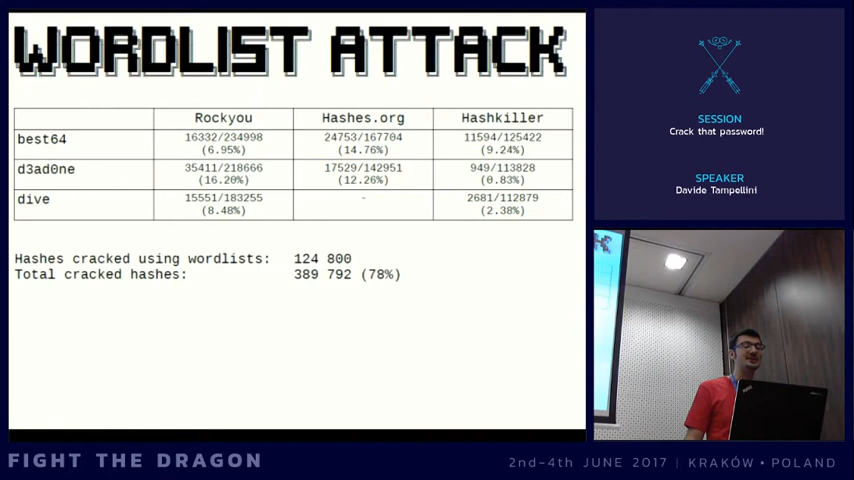 WORDLIST ATTACK
Rockyou Hashes.org Hashkiller
best64 16332/234998 (6.95%) 24753/167704 (14.76%) 11594/125422 (9.24%)
d3ad0ne 35411/218666 (16.20%) 17529/142951 (12.26%) 949/113828 (0.83%)
dive 15551/183255 (8.48%) - 2681/112879 (2.38%)
Hashes cracked using wordlists: 124 800
Total cracked hashes: 389 792 (78%)
SESSION
Crack that password!
SPEAKER
Davide Tampellini
FIGHT THE DRAGON
2nd-4th JUNE 2017 | KRAKÓW • POLAND